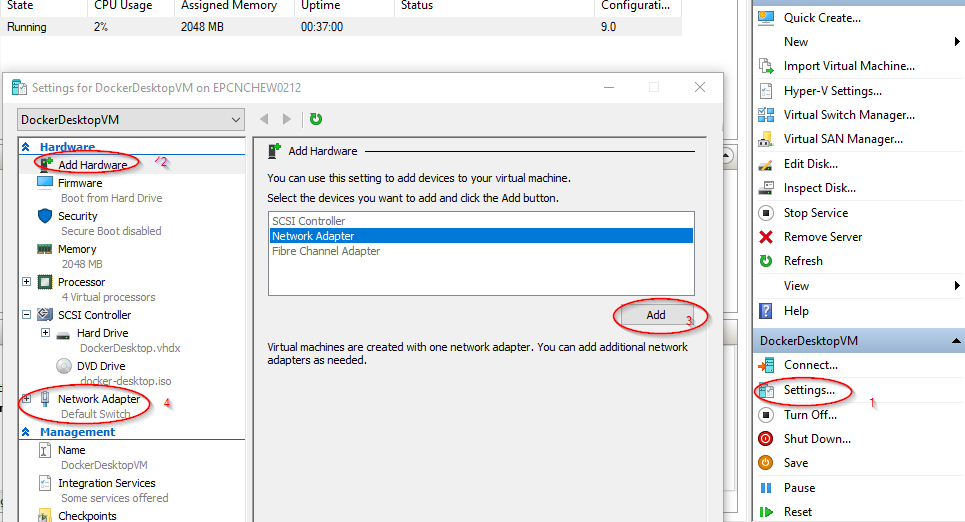 State CPU Usage Assigned Memory Uptime Status Configurati...
Running 2% 2048 MB 00:37:00 9.0
Settings for DockerDesktopVM on EPCNCHEW0212
DockerDesktopVM
Hardware
Add Hardware 2
Firmware
Boot from Hard Drive
Security
Secure Boot disabled
Memory
2048 MB
Processor
4 Virtual processors
SCSI Controller
Hard Drive
DockerDesktop.vhdx
DVD Drive
docker-desktop.iso
Network Adapter 4
Default Switch
Management
Name
DockerDesktopVM
Integration Services
Some services offered
Checkpoints
Add Hardware
You can use this setting to add devices to your virtual machine.
Select the devices you want to add and click the Add button.
SCSI Controller
Network Adapter
Fibre Channel Adapter
Add 3
Virtual machines are created with one network adapter. You can add additional network
adapters as needed.
Quick Create...
New
Import Virtual Machine...
Hyper-V Settings...
Virtual Switch Manager...
Virtual SAN Manager...
Edit Disk...
Inspect Disk...
Stop Service
Remove Server
Refresh
View
Help
DockerDesktopVM
Connect...
Settings... 1
Turn Off...
Shut Down...
Save
Pause
Reset